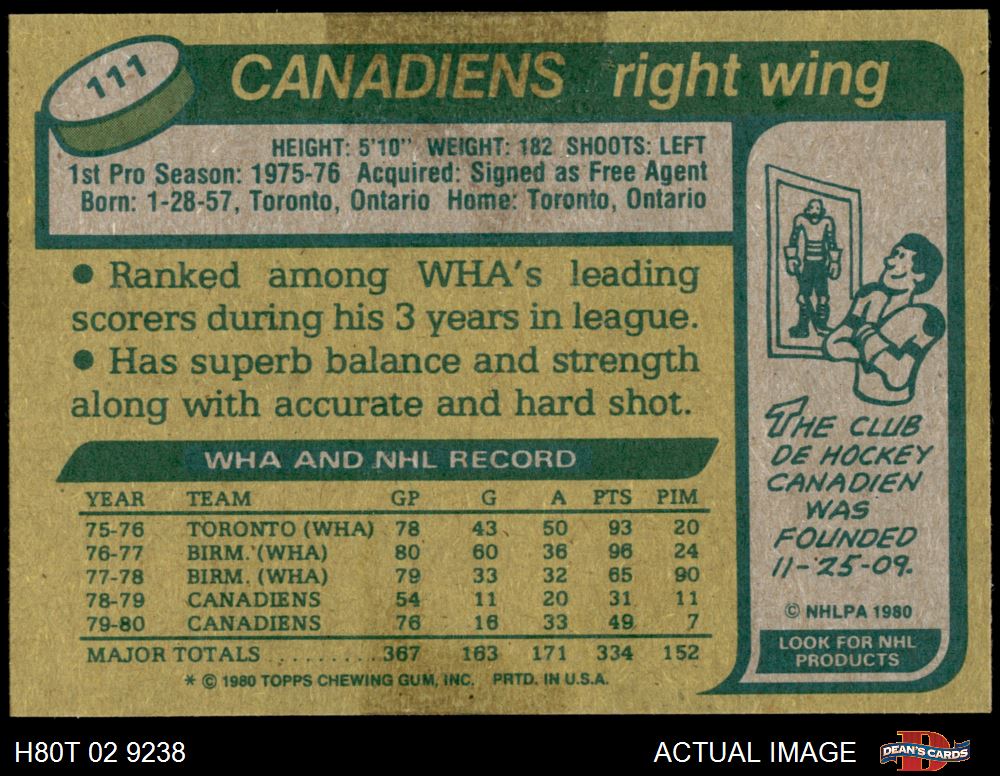 111
CANADIENS right wing
HEIGHT: 5'10" WEIGHT: 182 SHOOTS: LEFT
1st Pro Season: 1975-76 Acquired: Signed as Free Agent
Born: 1-28-57, Toronto, Ontario Home: Toronto, Ontario
● Ranked among WHA's leading
scorers during his 3 years in league.
● Has superb balance and strength
along with accurate and hard shot.
WHA AND NHL RECORD
YEAR TEAM GP G A PTS PIM
75-76 TORONTO (WHA) 78 43 50 93 20
76-77 BIRM. (WHA) 80 60 36 96 24
77-78 BIRM. (WHA) 79 33 32 65 90
78-79 CANADIENS 54 11 20 31 11
79-80 CANADIENS 76 16 33 49 7
MAJOR TOTALS .......... 367 163 171 334 152
* © 1980 TOPPS CHEWING GUM, INC. PRTD. IN U.S.A.
THE CLUB
DE HOCKEY
CANADIEN
WAS
FOUNDED
11-25-09.
© NHLPA 1980
LOOK FOR NHL
PRODUCTS
H80T 02 9238
ACTUAL IMAGE
D
DEAN'S CARDS